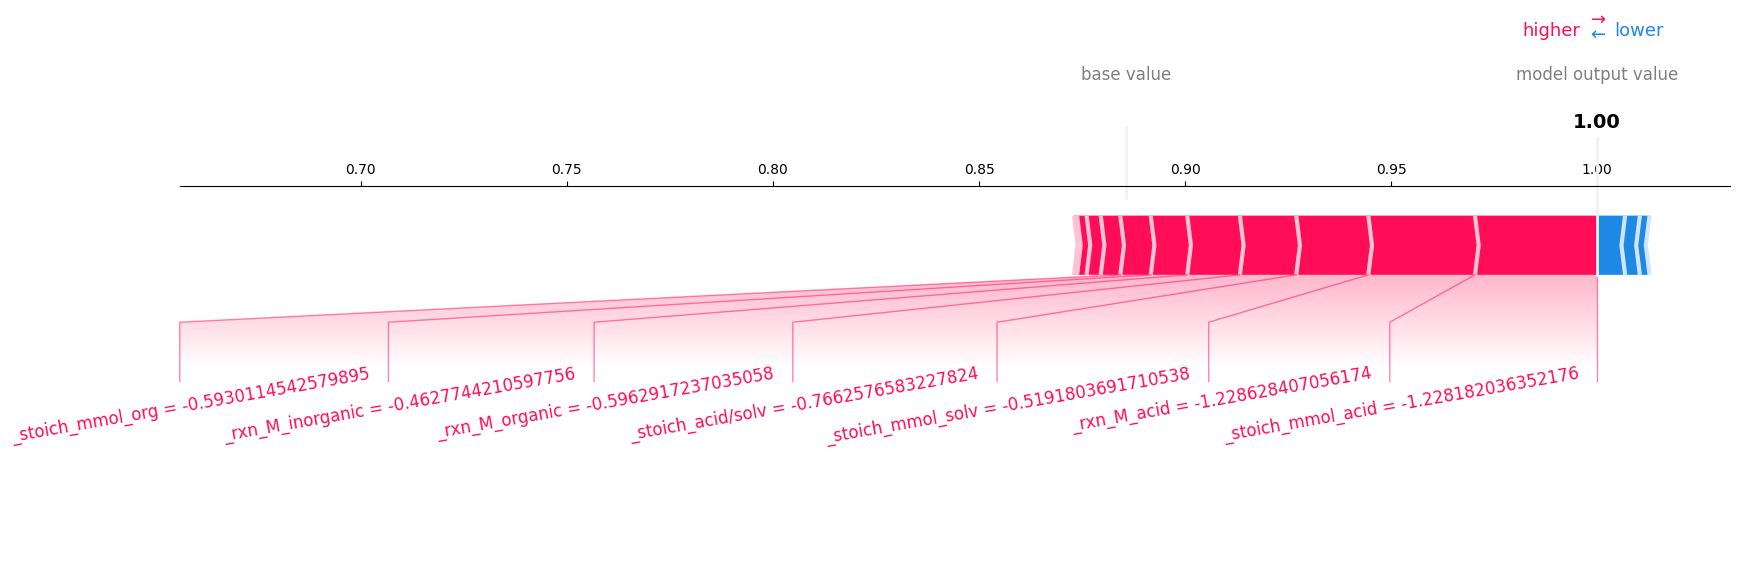 higher → ← lower
base value
model output value
1.00
0.70 0.75 0.80 0.85 0.90 0.95 1.00
_stoich_mmol_org = -0.5930114542579895
_rxn_M_inorganic = -0.4627744210597756
_rxn_M_organic = -0.5962917237035058
_stoich_acid/solv = -0.7662576583227824
_stoich_mmol_solv = -0.5191803691710538
_rxn_M_acid = -1.228628407056174
_stoich_mmol_acid = -1.228182036352176